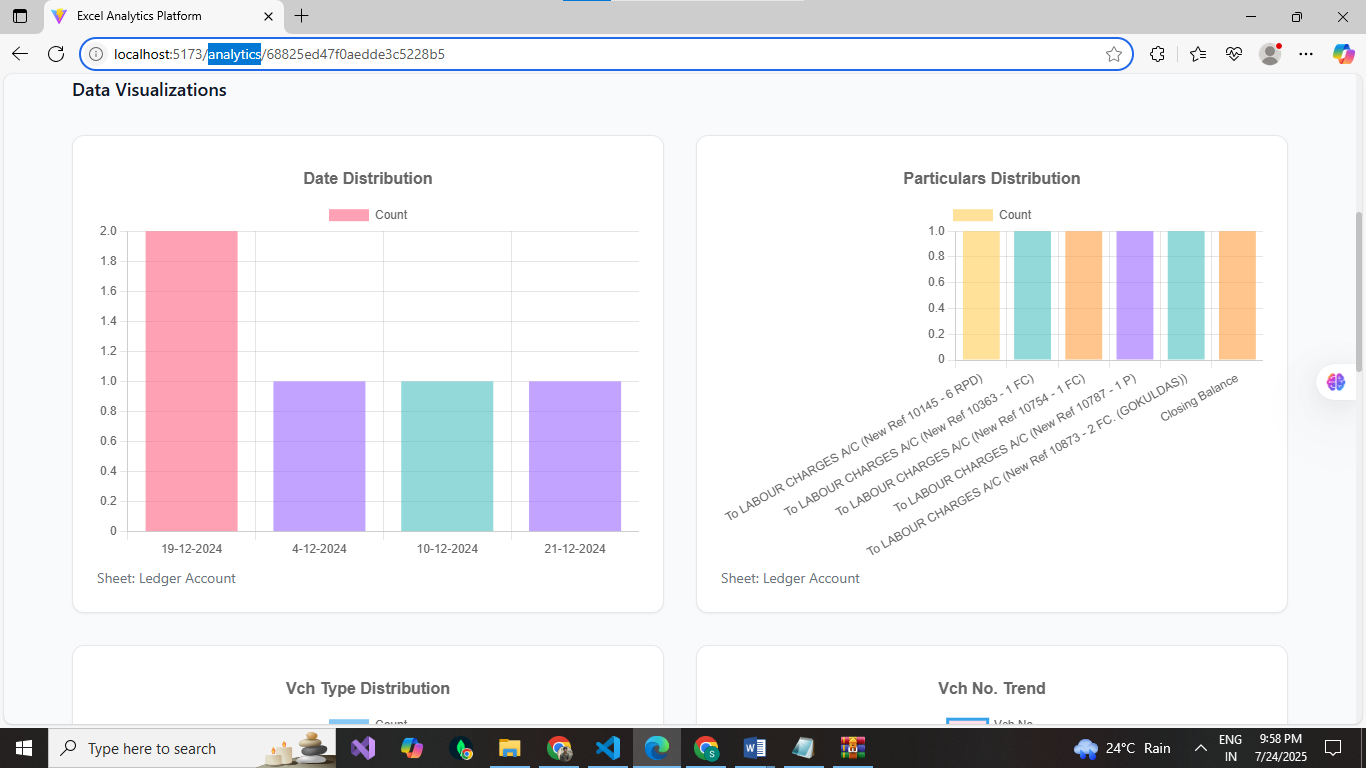 Excel Analytics Platform
localhost:5173/analytics/68825ed47f0aedde3c5228b5
Data Visualizations
Date Distribution
Count
2.0
1.8
1.6
1.4
1.2
1.0
0.8
0.6
0.4
0.2
0
19-12-2024
4-12-2024
10-12-2024
21-12-2024
Sheet: Ledger Account
Particulars Distribution
Count
1.0
0.8
0.6
0.4
0.2
0
To LABOUR CHARGES A/C (New Ref 10145 - 6 RPD)
To LABOUR CHARGES A/C (New Ref 10363 - 1 FC)
To LABOUR CHARGES A/C (New Ref 10754 - 1 FC)
To LABOUR CHARGES A/C (New Ref 10787 - 1 P)
To LABOUR CHARGES A/C (New Ref 10873 - 2 FC. (GOKULDAS))
Closing Balance
Sheet: Ledger Account
Vch Type Distribution
Count
Vch No. Trend
Vch No.
Type here to search
24°C Rain
ENG
IN
9:58 PM
7/24/2025